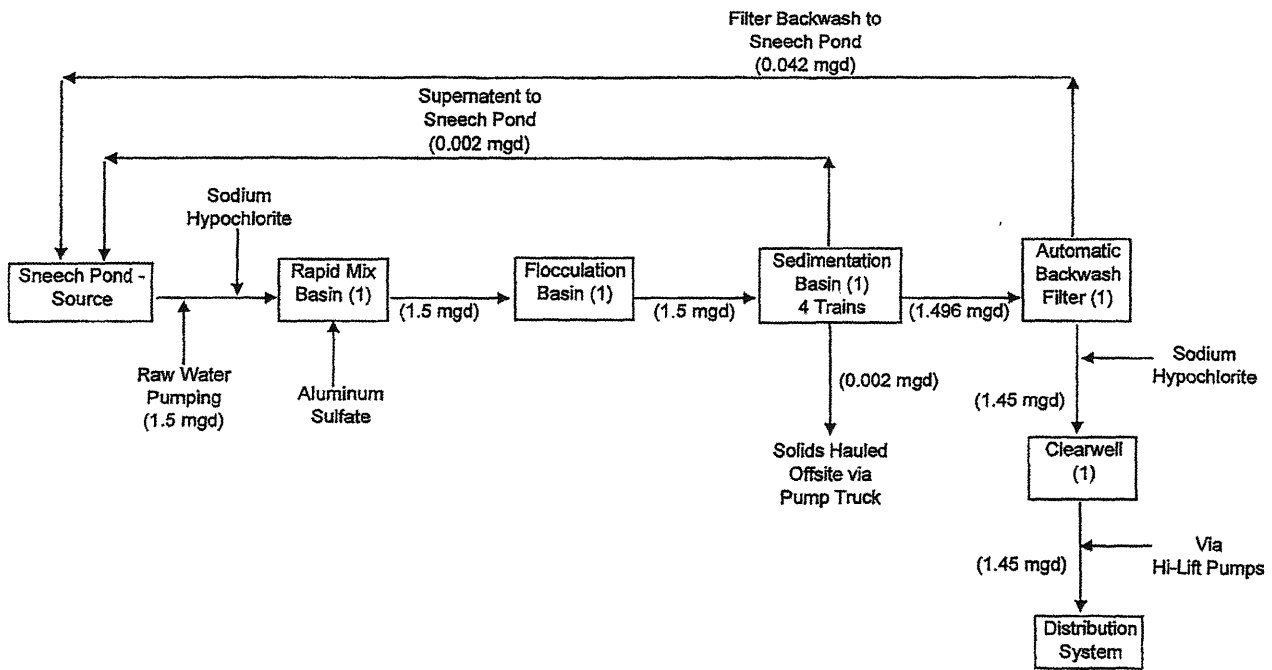 Filter Backwash to
Sneech Pond
(0.042 mgd)
Supernatent to
Sneech Pond
(0.002 mgd)
Sodium
Hypochlorite
Sneech Pond -
Source
Rapid Mix
Basin (1)
Flocculation
Basin (1)
Sedimentation
Basin (1)
4 Trains
Automatic
Backwash
Filter (1)
(1.5 mgd)
(1.5 mgd)
(1.496 mgd)
Raw Water
Pumping
(1.5 mgd)
Aluminum
Sulfate
(0.002 mgd)
Solids Hauled
Offsite via
Pump Truck
Sodium
Hypochlorite
(1.45 mgd)
Clearwell
(1)
(1.45 mgd)
Via
Hi-Lift Pumps
Distribution
System